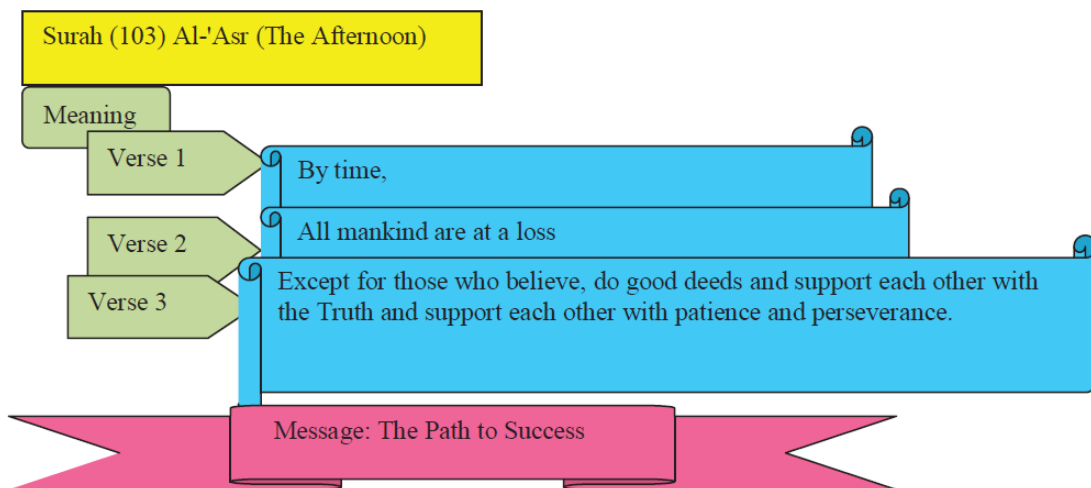 Surah (103) Al-'Asr (The Afternoon)
Meaning
Verse 1
By time,
Verse 2
All mankind are at a loss
Verse 3
Except for those who believe, do good deeds and support each other with
the Truth and support each other with patience and perseverance.
Message: The Path to Success